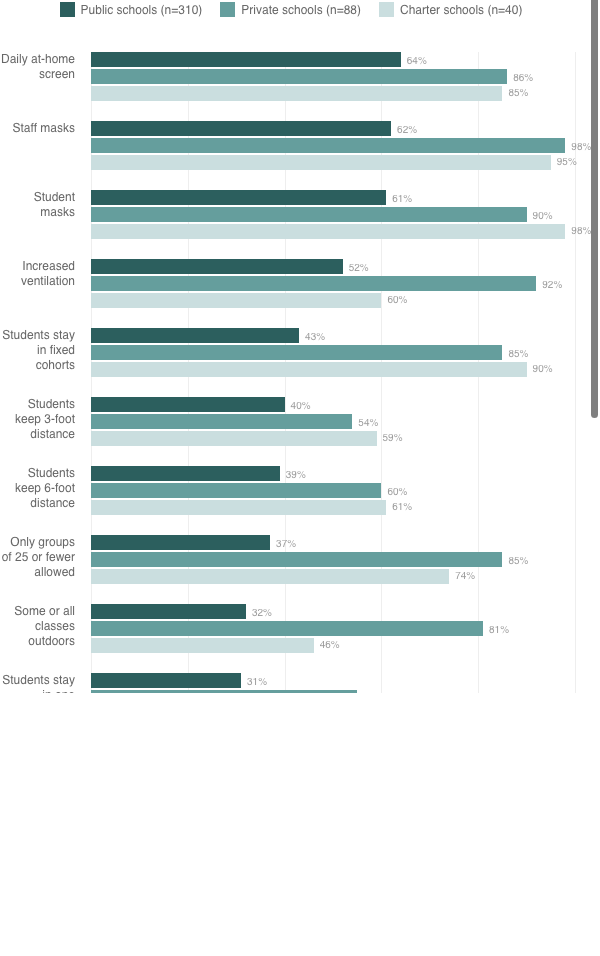 Public schools (n=310) Private schools (n=88) Charter schools (n=40)
Daily at-home
screen
64%
86%
85%
Staff masks
62%
98%
95%
Student
masks
61%
90%
98%
Increased
ventilation
52%
92%
60%
Students stay
in fixed
cohorts
43%
85%
90%
Students
keep 3-foot
distance
40%
54%
59%
Students
keep 6-foot
distance
39%
60%
61%
Only groups
of 25 or fewer
allowed
37%
85%
74%
Some or all
classes
outdoors
32%
81%
46%
Students stay
31%